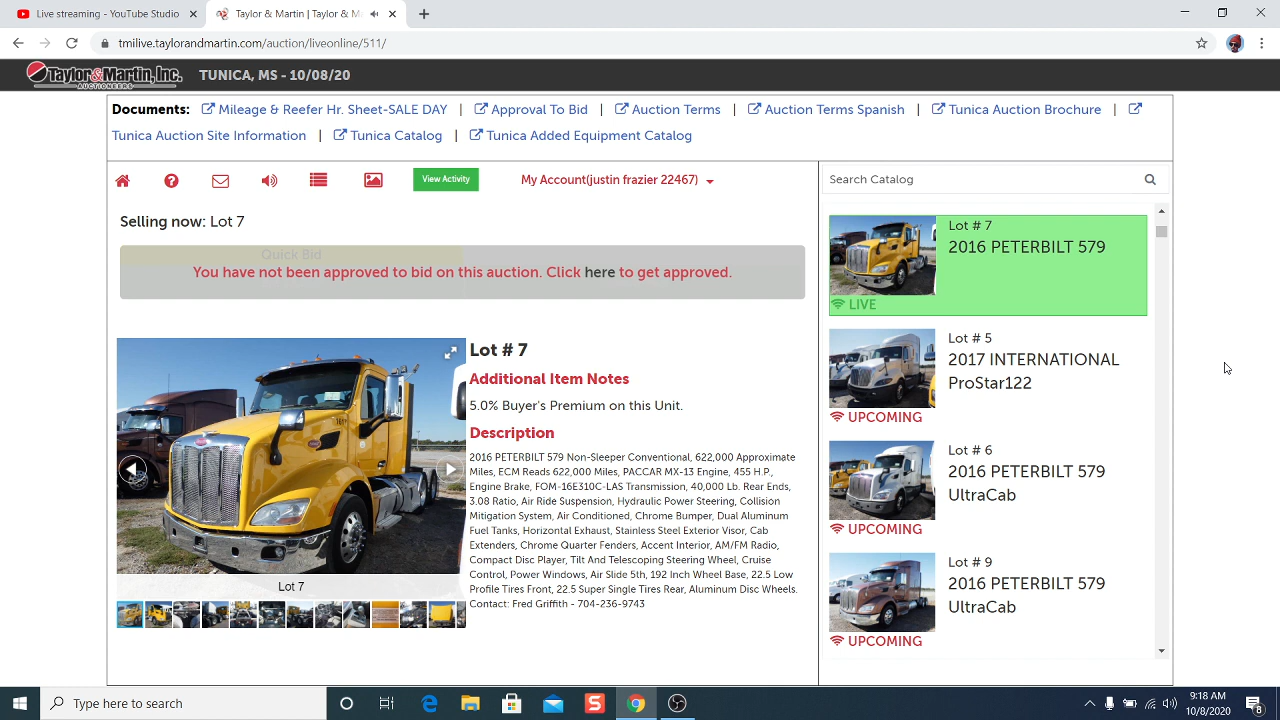 Live streaming - YouTube Studio
Taylor & Martin | Taylor & M
tmlive.taylorandmartin.com/auction/liveonline/511/
Taylor&Martin, Inc.
AUCTIONEERS
TUNICA, MS - 10/08/20
Documents: Mileage & Reefer Hr. Sheet-SALE DAY | Approval To Bid | Auction Terms | Auction Terms Spanish | Tunica Auction Brochure |
Tunica Auction Site Information | Tunica Catalog | Tunica Added Equipment Catalog
View Activity
My Account(justin frazier 22467)
Selling now: Lot 7
Quick Bid
You have not been approved to bid on this auction. Click here to get approved.
Lot # 7
Additional Item Notes
5.0% Buyer's Premium on this Unit.
Description
2016 PETERBILT 579 Non-Sleeper Conventional, 622,000 Approximate
Miles, ECM Reads 622,000 Miles, PACCAR MX-13 Engine, 455 H.P.,
Engine Brake, FOM-16E310C-LAS Transmission, 40,000 Lb. Rear Ends,
3.08 Ratio, Air Ride Suspension, Hydraulic Power Steering, Collision
Mitigation System, Air Conditioned, Chrome Bumper, Dual Aluminum
Fuel Tanks, Horizontal Exhaust, Stainless Steel Exterior Visor, Cab
Extenders, Chrome Quarter Fenders, Accent Interior, AM/FM Radio,
Compact Disc Player, Tilt And Telescoping Steering Wheel, Cruise
Control, Power Windows, Air Slide 5th, 192 Inch Wheel Base, 22.5 Low
Profile Tires Front, 22.5 Super Single Tires Rear, Aluminum Disc Wheels.
Contact: Fred Griffith - 704-236-9743
Lot 7
Search Catalog
Lot # 7
2016 PETERBILT 579
LIVE
Lot # 5
2017 INTERNATIONAL
ProStar122
UPCOMING
Lot # 6
2016 PETERBILT 579
UltraCab
UPCOMING
Lot # 9
2016 PETERBILT 579
UltraCab
UPCOMING
Type here to search
9:18 AM
10/8/2020
8